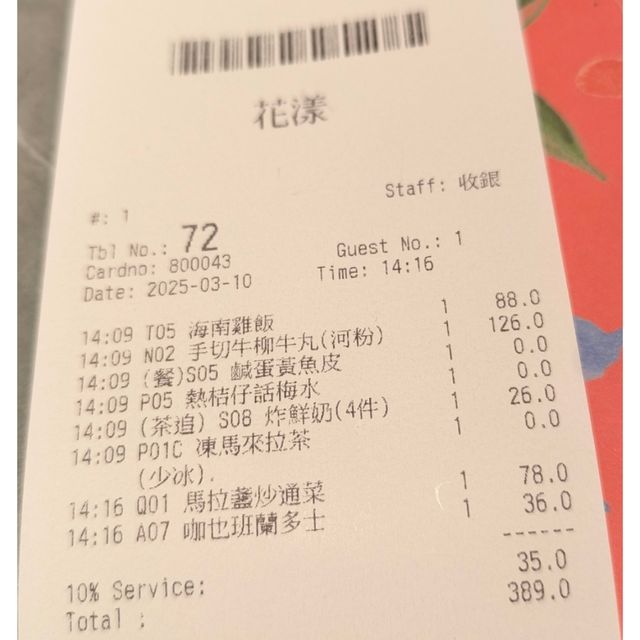 花漾
Staff: 收銀
#: 1
Tbl No.: 72
Guest No.: 1
Cardno: 800043
Time: 14:16
Date: 2025-03-10
14:09 T05 海南雞飯 1 88.0
14:09 N02 手切牛柳牛丸(河粉) 1 126.0
14:09 (餐)S05 鹹蛋黃魚皮 1 0.0
14:09 P05 熱桔仔話梅水 1 0.0
14:09 (茶追) S08 炸鮮奶(4件) 1 26.0
14:09 P01C 凍馬來拉茶 1 0.0
(少冰).
14:16 Q01 馬拉盞炒通菜 1 78.0
14:16 A07 咖也班蘭多士 1 36.0
------
10% Service: 35.0
Total : 389.0